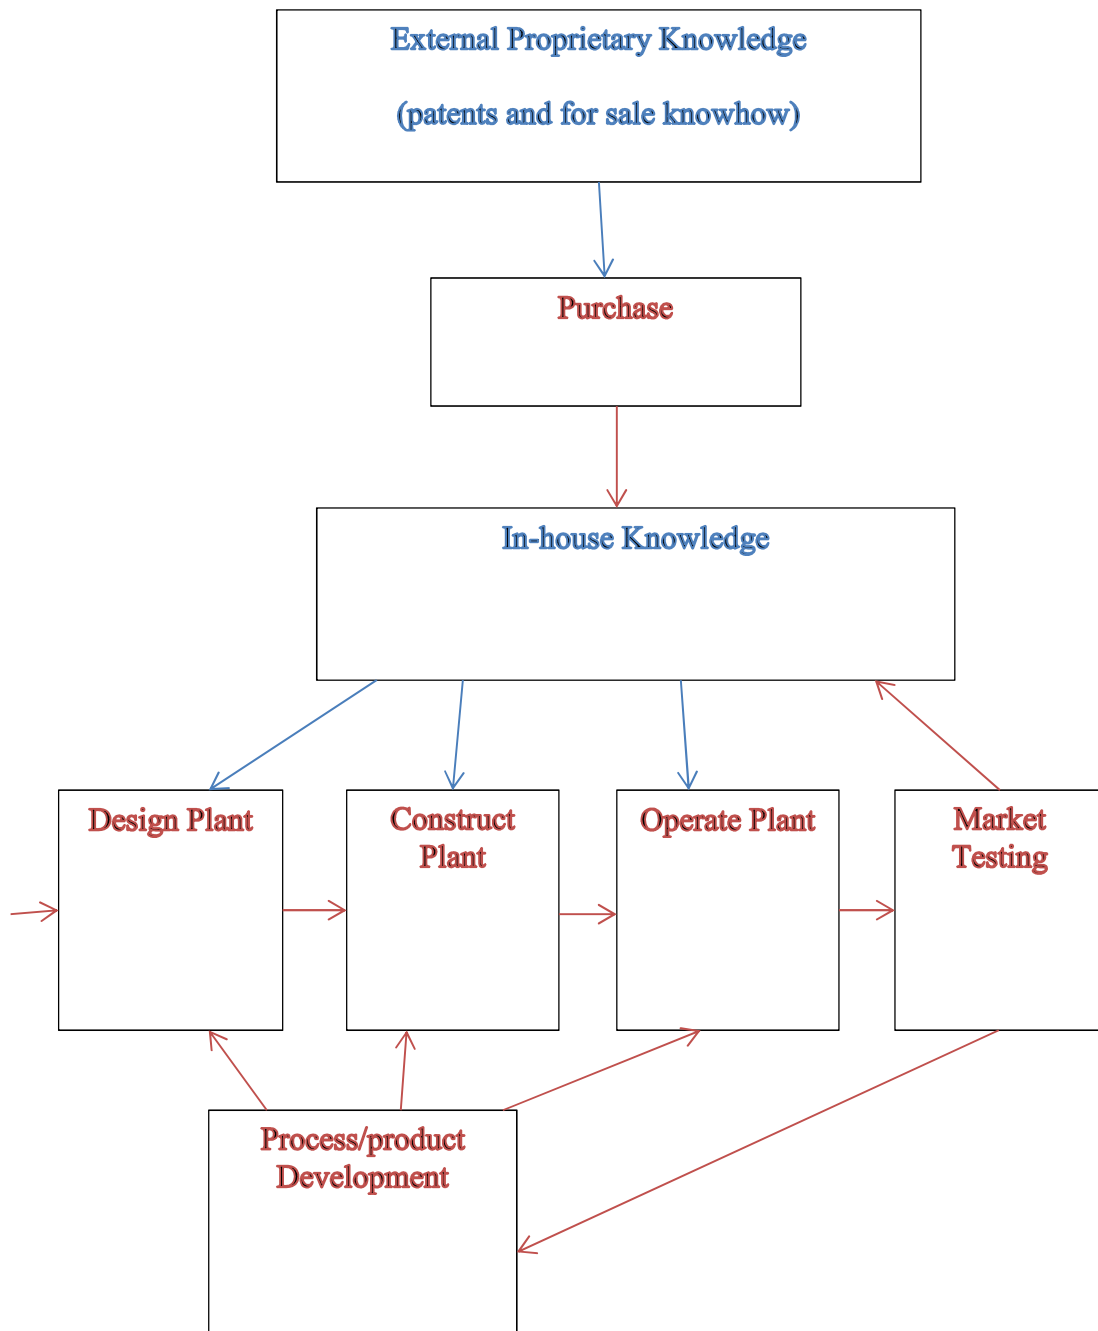 External Proprietary Knowledge
(patents and for sale knowhow)
Purchase
In-house Knowledge
Design Plant
Construct
Plant
Operate Plant
Market
Testing
Process/product
Development